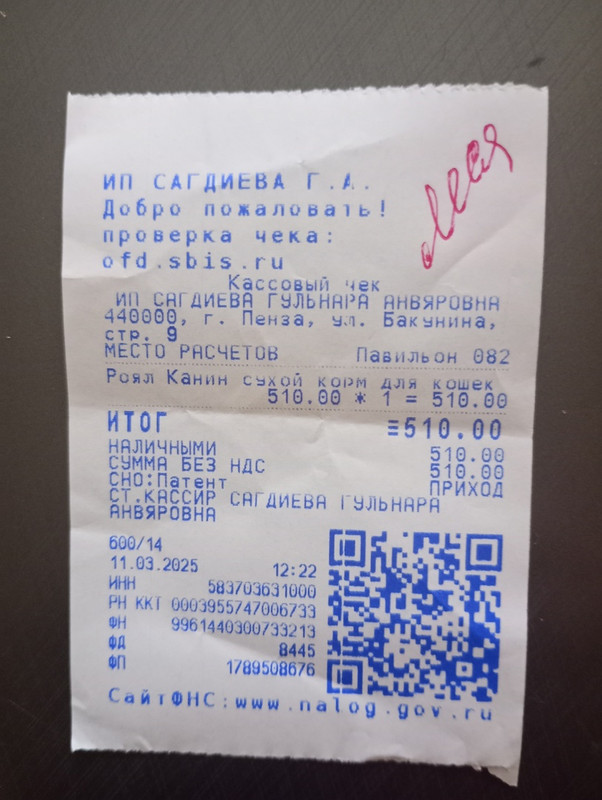 ИП САГДИЕВА Г.А.
Добро пожаловать!
проверка чека:
ofd.sbis.ru
Кассовый чек
ИП САГДИЕВА ГУЛЬНАРА АНВЯРОВНА
440000, г. Пенза, ул. Бакунина,
стр. 9
МЕСТО РАСЧЕТОВ Павильон 082
Роял Канин сухой корм для кошек
510.00 * 1 = 510.00
ИТОГ ≡510.00
НАЛИЧНЫМИ 510.00
СУММА БЕЗ НДС 510.00
СНО:Патент ПРИХОД
СТ.КАССИР САГДИЕВА ГУЛЬНАРА
АНВЯРОВНА
600/14
11.03.2025 12:22
ИНН 583703631000
РН ККТ 0003955747006733
ФН 9961440300733213
ФД 8445
ФП 1789508676
СайтФНС:www.nalog.gov.ru